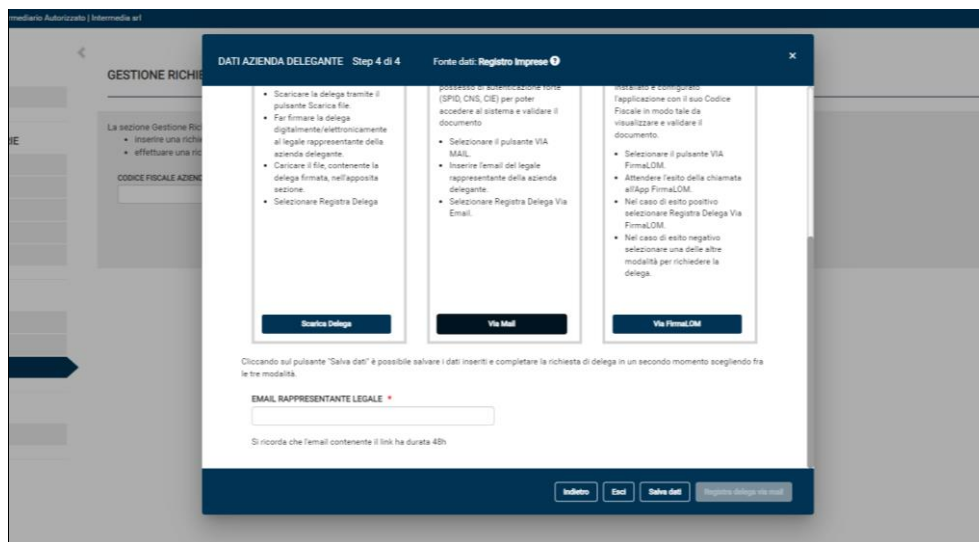 mediario Autorizzato | Intermedia srl
DATI AZIENDA DELEGANTE Step 4 di 4 Fonte dati: Registro Imprese
×
GESTIONE RICHIE
La sezione Gestione Ric
inserire una richie
effettuare una ric
CODICE FISCALE AZIEND
Scaricare la delega tramite il
pulsante Scarica file.
Far firmare la delega
digitalmente/elettronicamente
al legale rappresentante della
azienda delegante.
Caricare il file, contenente la
delega firmata, nell'apposita
sezione.
Selezionare Registra Delega
Scarica Delega
possesso di autenticazione forte
(SPID, CNS, CIE) per poter
accedere al sistema e validare il
documento
Selezionare il pulsante VIA
MAIL.
Inserire l'email del legale
rappresentante della azienda
delegante.
Selezionare Registra Delega Via
Email.
Via Mail
installato e configurato
l'applicazione con il suo Codice
Fiscale in modo tale da
visualizzare e validare il
documento.
Selezionare il pulsante VIA
FirmaLOM.
Attendere l'esito della chiamata
all'App FirmaLOM.
Nel caso di esito positivo
selezionare Registra Delega Via
FirmaLOM.
Nel caso di esito negativo
selezionare una delle altre
modalità per richiedere la
delega.
Via FirmaLOM
Cliccando sul pulsante "Salva dati" è possibile salvare i dati inseriti e completare la richiesta di delega in un secondo momento scegliendo fra
le tre modalità.
EMAIL RAPPRESENTANTE LEGALE *
Si ricorda che l'email contenente il link ha durata 48h
Indietro Esci Salva dati Registra delega via mail